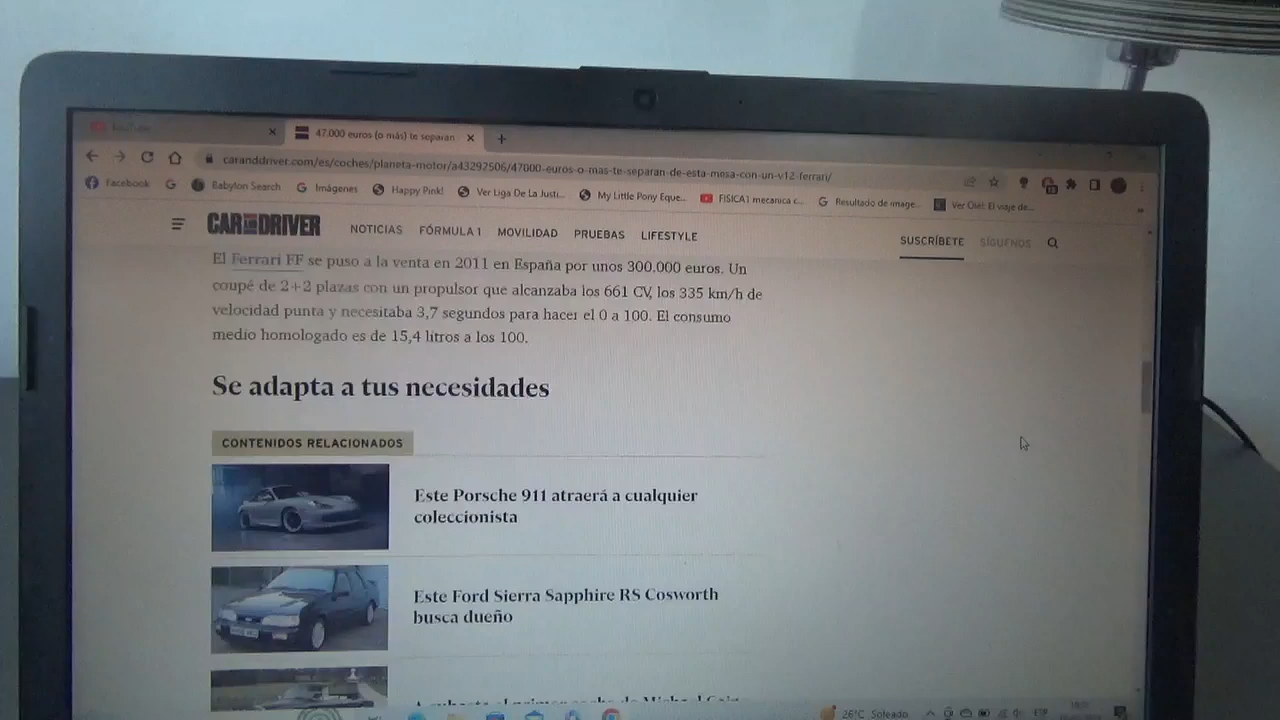 YouTube
47.000 euros (o más) te separan
caranddriver.com/es/coches/planeta-motor/a43292506/47000-euros-o-mas-te-separan-de-esta-mesa-con-un-v12-ferrari/
Facebook
Babylon Search
Imágenes
Happy Pink!
Ver Liga De La Justi...
My Little Pony Eque...
FISICA1 mecanica c...
Resultado de image...
Ver Olé: El viaje de...
CAR AND DRIVER
NOTICIAS FÓRMULA 1 MOVILIDAD PRUEBAS LIFESTYLE
SUSCRÍBETE SÍGUENOS
El Ferrari FF se puso a la venta en 2011 en España por unos 300.000 euros. Un
coupé de 2+2 plazas con un propulsor que alcanzaba los 661 CV, los 335 km/h de
velocidad punta y necesitaba 3,7 segundos para hacer el 0 a 100. El consumo
medio homologado es de 15,4 litros a los 100.
Se adapta a tus necesidades
CONTENIDOS RELACIONADOS
Este Porsche 911 atraerá a cualquier
coleccionista
Este Ford Sierra Sapphire RS Cosworth
busca dueño
26°C Soleado
ESP